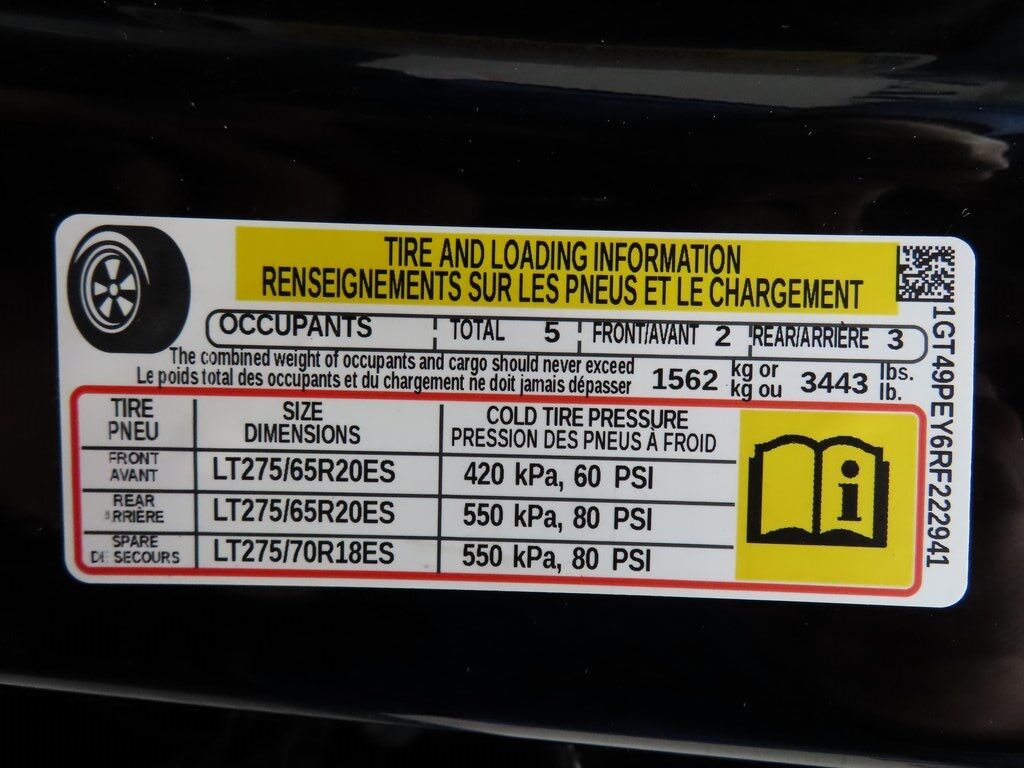 TIRE AND LOADING INFORMATION
RENSEIGNEMENTS SUR LES PNEUS ET LE CHARGEMENT
OCCUPANTS TOTAL 5 FRONT/AVANT 2 REAR/ARRIÈRE 3
The combined weight of occupants and cargo should never exceed 1562 kg or 3443 lbs.
Le poids total des occupants et du chargement ne doit jamais dépasser kg ou lb.
TIRE SIZE COLD TIRE PRESSURE
PNEU DIMENSIONS PRESSION DES PNEUS À FROID
FRONT
AVANT LT275/65R20ES 420 kPa, 60 PSI
REAR
ARRIÈRE LT275/65R20ES 550 kPa, 80 PSI
SPARE
DE SECOURS LT275/70R18ES 550 kPa, 80 PSI
i
1GT49PEY6RF222941